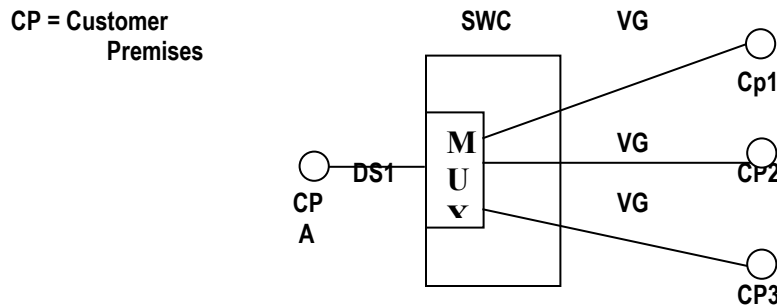 CP = Customer
Premises
SWC
VG
Cp1
M
U
X
VG
DS1
CP2
CP
A
VG
CP3